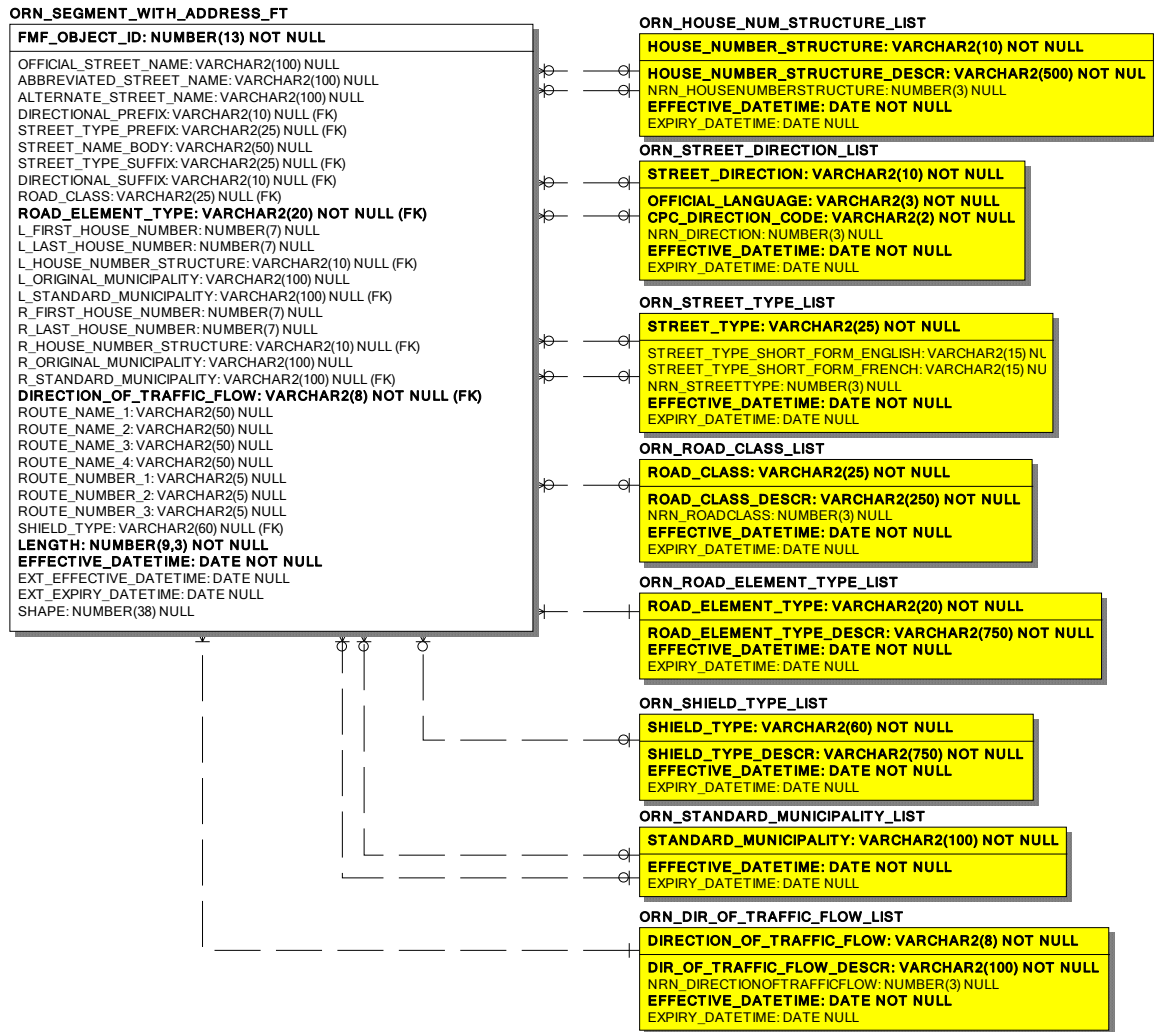 ORN_SEGMENT_WITH_ADDRESS_FT
FMF_OBJECT_ID: NUMBER(13) NOT NULL
OFFICIAL_STREET_NAME: VARCHAR2(100) NULL
ABBREVIATED_STREET_NAME: VARCHAR2(100) NULL
ALTERNATE_STREET_NAME: VARCHAR2(100) NULL
DIRECTIONAL_PREFIX: VARCHAR2(10) NULL (FK)
STREET_TYPE_PREFIX: VARCHAR2(25) NULL (FK)
STREET_NAME_BODY: VARCHAR2(50) NULL
STREET_TYPE_SUFFIX: VARCHAR2(25) NULL (FK)
DIRECTIONAL_SUFFIX: VARCHAR2(10) NULL (FK)
ROAD_CLASS: VARCHAR2(25) NULL (FK)
ROAD_ELEMENT_TYPE: VARCHAR2(20) NOT NULL (FK)
L_FIRST_HOUSE_NUMBER: NUMBER(7) NULL
L_LAST_HOUSE_NUMBER: NUMBER(7) NULL
L_HOUSE_NUMBER_STRUCTURE: VARCHAR2(10) NULL (FK)
L_ORIGINAL_MUNICIPALITY: VARCHAR2(100) NULL
L_STANDARD_MUNICIPALITY: VARCHAR2(100) NULL (FK)
R_FIRST_HOUSE_NUMBER: NUMBER(7) NULL
R_LAST_HOUSE_NUMBER: NUMBER(7) NULL
R_HOUSE_NUMBER_STRUCTURE: VARCHAR2(10) NULL (FK)
R_ORIGINAL_MUNICIPALITY: VARCHAR2(100) NULL
R_STANDARD_MUNICIPALITY: VARCHAR2(100) NULL (FK)
DIRECTION_OF_TRAFFIC_FLOW: VARCHAR2(8) NOT NULL (FK)
ROUTE_NAME_1: VARCHAR2(50) NULL
ROUTE_NAME_2: VARCHAR2(50) NULL
ROUTE_NAME_3: VARCHAR2(50) NULL
ROUTE_NAME_4: VARCHAR2(50) NULL
ROUTE_NUMBER_1: VARCHAR2(5) NULL
ROUTE_NUMBER_2: VARCHAR2(5) NULL
ROUTE_NUMBER_3: VARCHAR2(5) NULL
SHIELD_TYPE: VARCHAR2(60) NULL (FK)
LENGTH: NUMBER(9,3) NOT NULL
EFFECTIVE_DATETIME: DATE NOT NULL
EXT_EFFECTIVE_DATETIME: DATE NULL
EXT_EXPIRY_DATETIME: DATE NULL
SHAPE: NUMBER(38) NULL
ORN_HOUSE_NUM_STRUCTURE_LIST
HOUSE_NUMBER_STRUCTURE: VARCHAR2(10) NOT NULL
HOUSE_NUMBER_STRUCTURE_DESCR: VARCHAR2(500) NOT NUL
NRN_HOUSENUMBERSTRUCTURE: NUMBER(3) NULL
EFFECTIVE_DATETIME: DATE NOT NULL
EXPIRY_DATETIME: DATE NULL
ORN_STREET_DIRECTION_LIST
STREET_DIRECTION: VARCHAR2(10) NOT NULL
OFFICIAL_LANGUAGE: VARCHAR2(3) NOT NULL
CPC_DIRECTION_CODE: VARCHAR2(2) NOT NULL
NRN_DIRECTION: NUMBER(3) NULL
EFFECTIVE_DATETIME: DATE NOT NULL
EXPIRY_DATETIME: DATE NULL
ORN_STREET_TYPE_LIST
STREET_TYPE: VARCHAR2(25) NOT NULL
STREET_TYPE_SHORT_FORM_ENGLISH: VARCHAR2(15) NU
STREET_TYPE_SHORT_FORM_FRENCH: VARCHAR2(15) NU
NRN_STREETTYPE: NUMBER(3) NULL
EFFECTIVE_DATETIME: DATE NOT NULL
EXPIRY_DATETIME: DATE NULL
ORN_ROAD_CLASS_LIST
ROAD_CLASS: VARCHAR2(25) NOT NULL
ROAD_CLASS_DESCR: VARCHAR2(250) NOT NULL
NRN_ROADCLASS: NUMBER(3) NULL
EFFECTIVE_DATETIME: DATE NOT NULL
EXPIRY_DATETIME: DATE NULL
ORN_ROAD_ELEMENT_TYPE_LIST
ROAD_ELEMENT_TYPE: VARCHAR2(20) NOT NULL
ROAD_ELEMENT_TYPE_DESCR: VARCHAR2(750) NOT NULL
EFFECTIVE_DATETIME: DATE NOT NULL
EXPIRY_DATETIME: DATE NULL
ORN_SHIELD_TYPE_LIST
SHIELD_TYPE: VARCHAR2(60) NOT NULL
SHIELD_TYPE_DESCR: VARCHAR2(750) NOT NULL
EFFECTIVE_DATETIME: DATE NOT NULL
EXPIRY_DATETIME: DATE NULL
ORN_STANDARD_MUNICIPALITY_LIST
STANDARD_MUNICIPALITY: VARCHAR2(100) NOT NULL
EFFECTIVE_DATETIME: DATE NOT NULL
EXPIRY_DATETIME: DATE NULL
ORN_DIR_OF_TRAFFIC_FLOW_LIST
DIRECTION_OF_TRAFFIC_FLOW: VARCHAR2(8) NOT NULL
DIR_OF_TRAFFIC_FLOW_DESCR: VARCHAR2(100) NOT NULL
NRN_DIRECTIONOFTRAFFICFLOW: NUMBER(3) NULL
EFFECTIVE_DATETIME: DATE NOT NULL
EXPIRY_DATETIME: DATE NULL